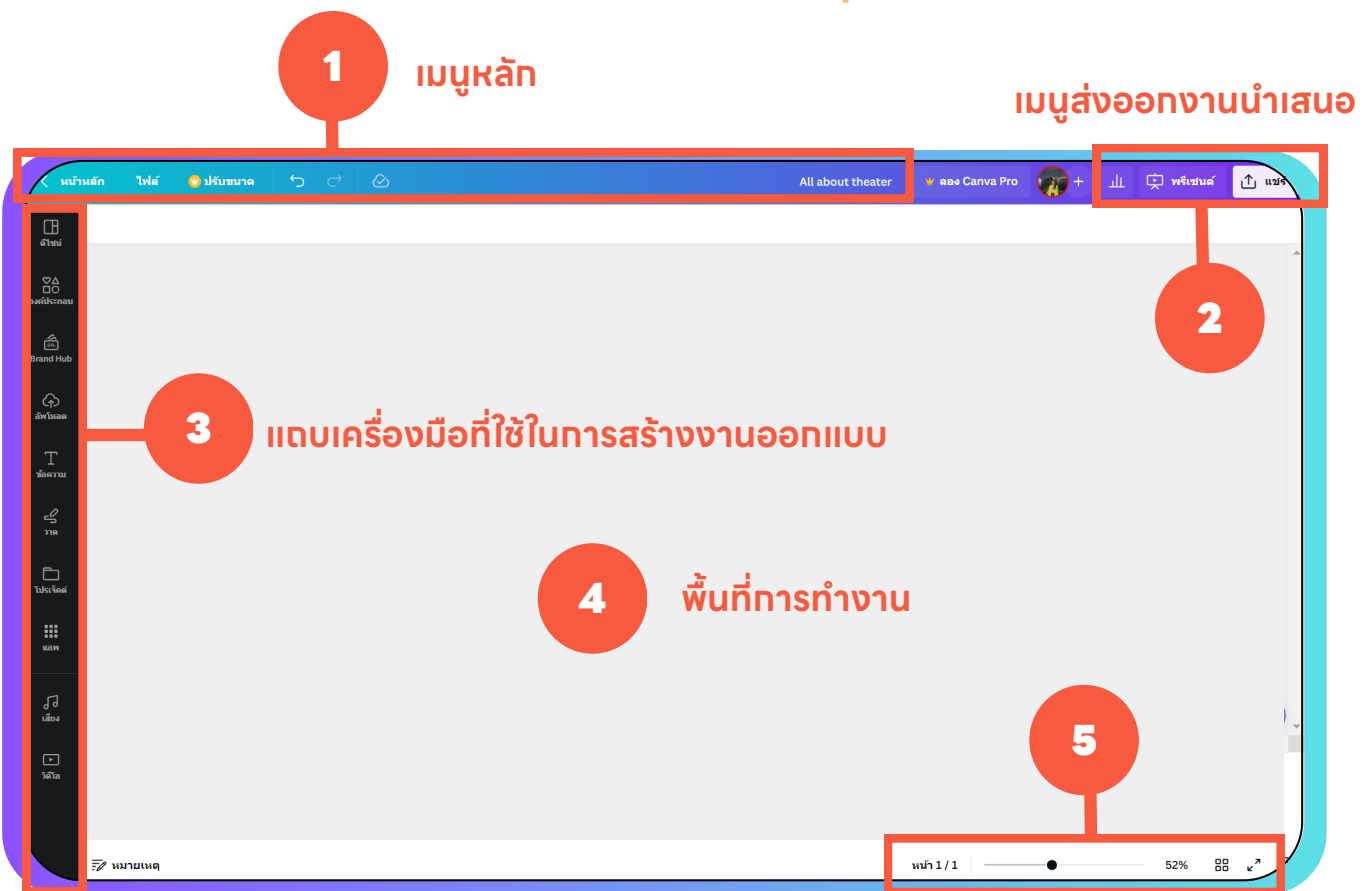 1
เมนูหลัก
เมนูส่งออกงานนำเสนอ
หน้าหลัก ไฟล์ ปรับขนาด All about theater ลอง Canva Pro + พรีเซนต์ แชร์
ดีไซน์
องค์ประกอบ
CO.
Brand Hub
2
อัพโหลด
3 แถบเครื่องมือที่ใช้ในการสร้างงานออกแบบ
T
ข้อความ
วาด
โปรเจ็คต์
4 พื้นที่การทำงาน
แอพ
เสียง
5
วิดีโอ
หมายเหตุ
หน้า 1 / 1 52%